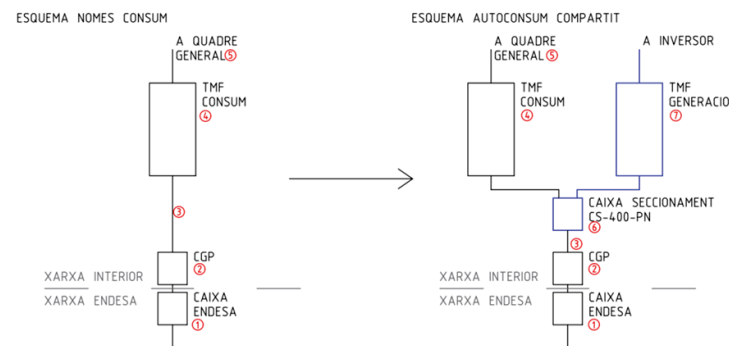 ESQUEMA NOMES CONSUM
A QUADRE
GENERAL⑤
TMF
CONSUM
④
③
CGP
②
XARXA INTERIOR
XARXA ENDESA
CAIXA
ENDESA
①
ESQUEMA AUTOCONSUM COMPARTIT
A QUADRE
GENERAL⑤
A INVERSOR
TMF
CONSUM
④
TMF
GENERACIO
⑦
CAIXA SECCIONAMENT
CS-400-PN
⑥
③
CGP
②
XARXA INTERIOR
XARXA ENDESA
CAIXA
ENDESA
①